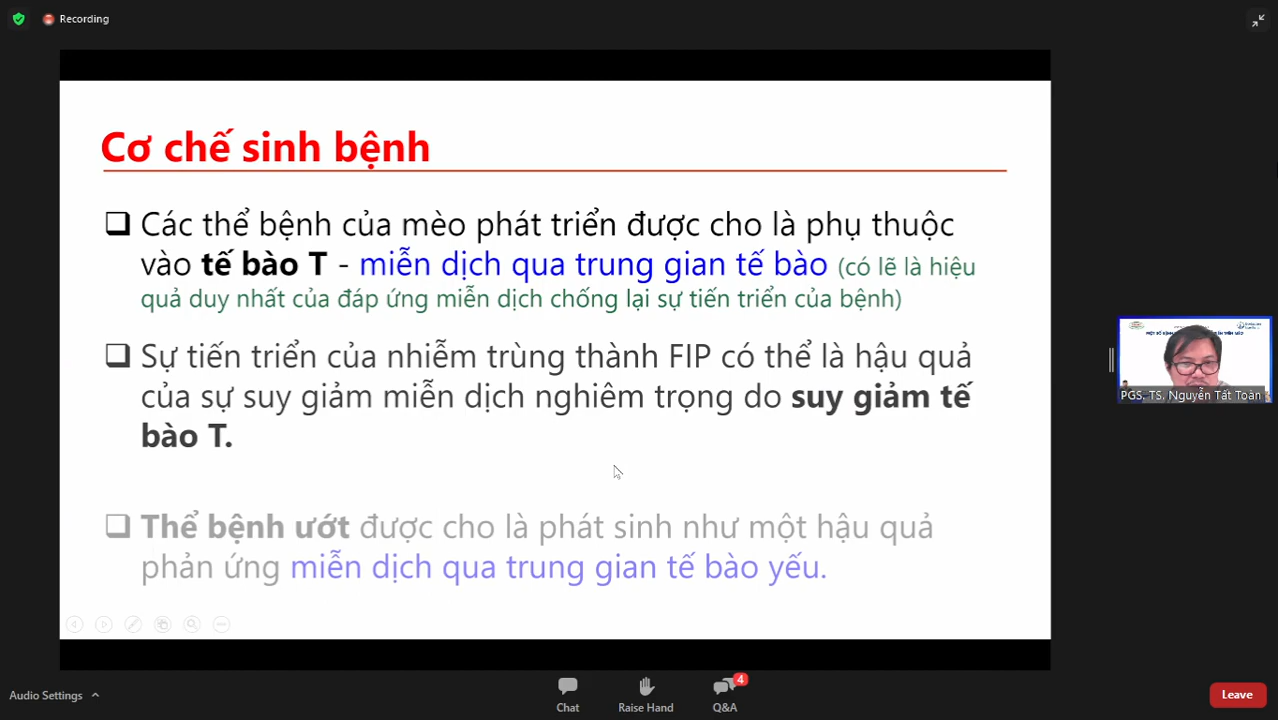 Recording
Cơ chế sinh bệnh
Các thể bệnh của mèo phát triển được cho là phụ thuộc
vào tế bào T - miễn dịch qua trung gian tế bào (có lẽ là hiệu
quả duy nhất của đáp ứng miễn dịch chống lại sự tiến triển của bệnh)
Sự tiến triển của nhiễm trùng thành FIP có thể là hậu quả
của sự suy giảm miễn dịch nghiêm trọng do suy giảm tế
bào T.
Thể bệnh ướt được cho là phát sinh như một hậu quả
phản ứng miễn dịch qua trung gian tế bào yếu.
PGS. TS. Nguyễn Tất Toàn
Audio Settings
Chat
Raise Hand
4
Q&A
Leave